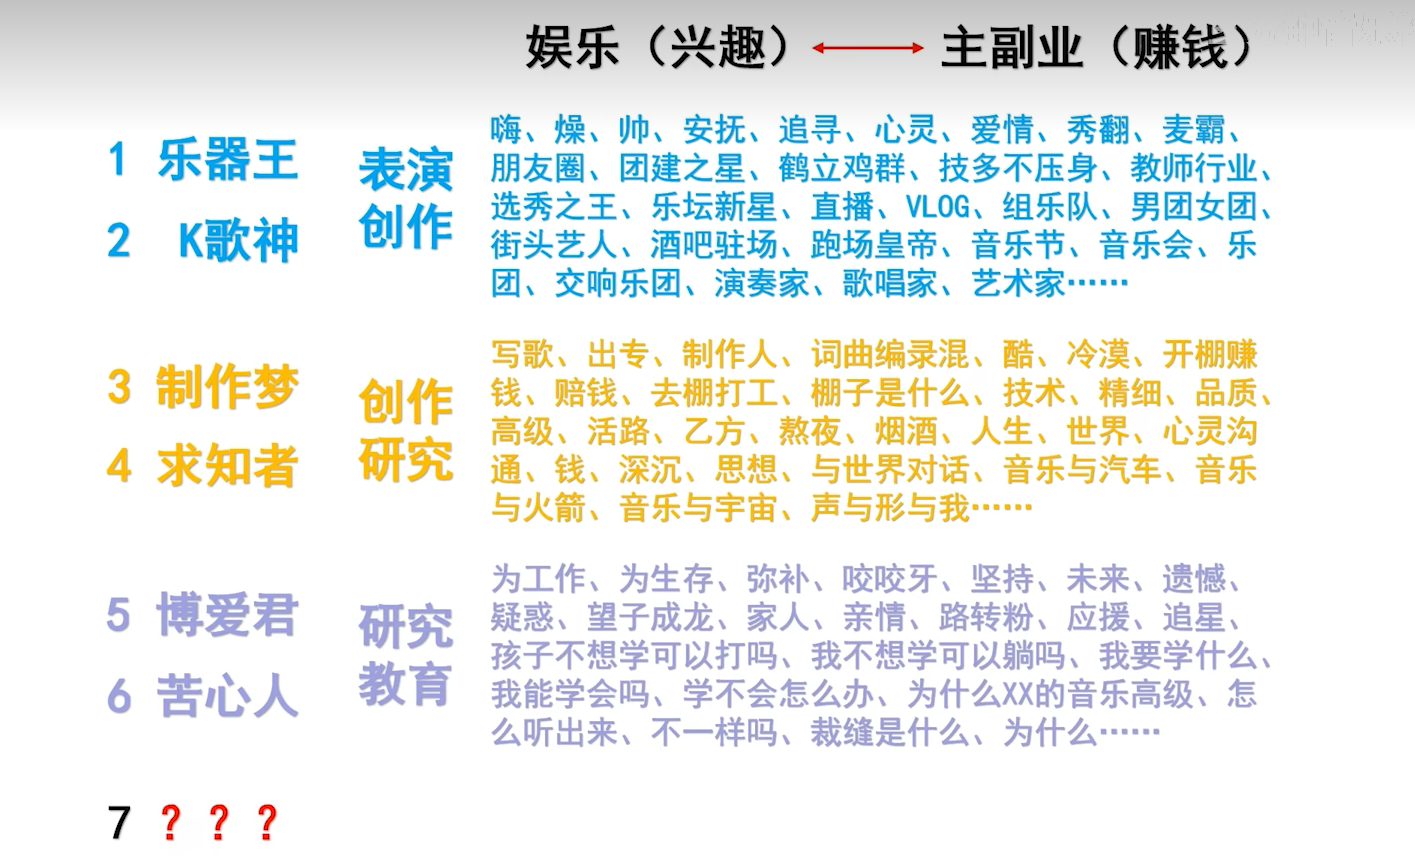 娱乐（兴趣） 主副业（赚钱）
1 乐器王
2 K歌神
表演
创作
嗨、燥、帅、安抚、追寻、心灵、爱情、秀翻、麦霸、
朋友圈、团建之星、鹤立鸡群、技多不压身、教师行业、
选秀之王、乐坛新星、直播、VLOG、组乐队、男团女团、
街头艺人、酒吧驻场、跑场皇帝、音乐节、音乐会、乐
团、交响乐团、演奏家、歌唱家、艺术家……
3 制作梦
4 求知者
创作
研究
写歌、出专、制作人、词曲编录混、酷、冷漠、开棚赚
钱、赔钱、去棚打工、棚子是什么、技术、精细、品质、
高级、活路、乙方、熬夜、烟酒、人生、世界、心灵沟
通、钱、深沉、思想、与世界对话、音乐与汽车、音乐
与火箭、音乐与宇宙、声与形与我……
5 博爱君
6 苦心人
研究
教育
为工作、为生存、弥补、咬咬牙、坚持、未来、遗憾、
疑惑、望子成龙、家人、亲情、路转粉、应援、追星、
孩子不想学可以打吗、我不想学可以躺吗、我要学什么、
我能学会吗、学不会怎么办、为什么XX的音乐高级、怎
么听出来、不一样吗、裁缝是什么、为什么……
7 ？？？